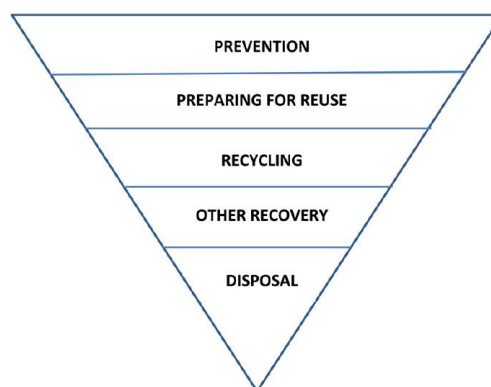 PREVENTION
PREPARING FOR REUSE
RECYCLING
OTHER RECOVERY
DISPOSAL